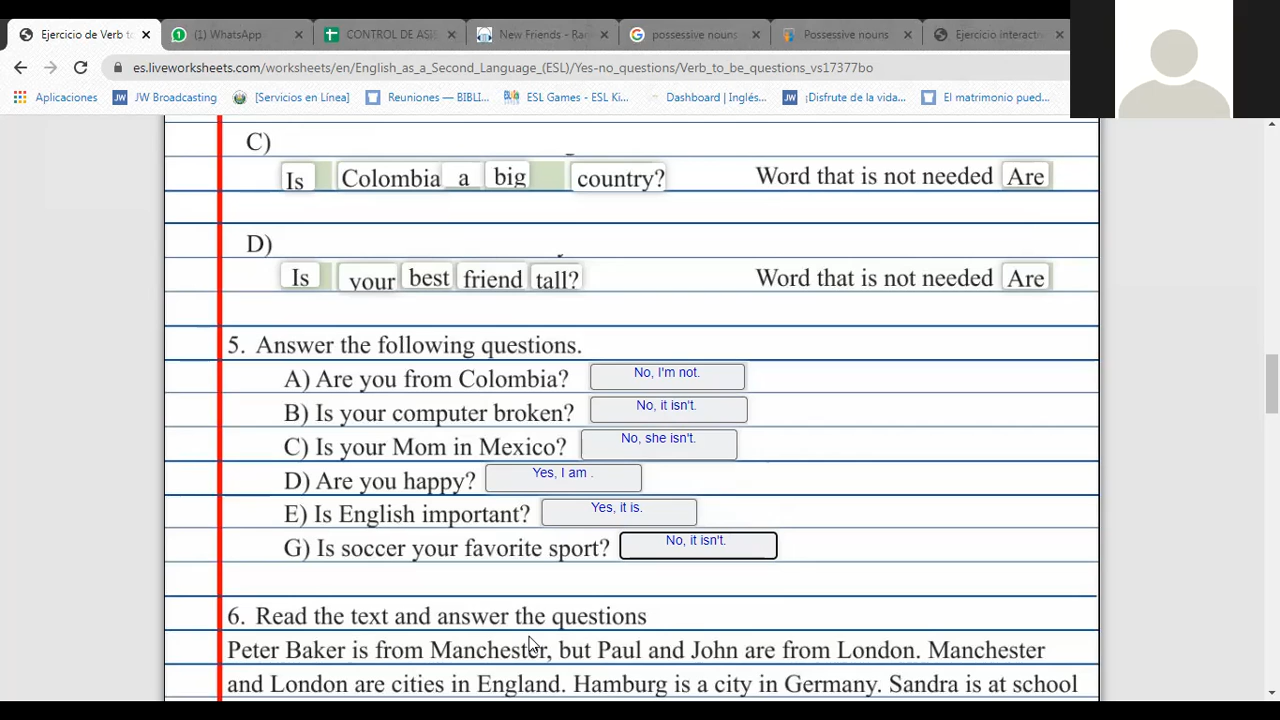 Ejercicio de Verb to
(1) WhatsApp
CONTROL DE ASI
New Friends - Ran
possessive nouns
Possessive nouns
Ejercicio interacti
es.liveworksheets.com/worksheets/en/English_as_a_Second_Language_(ESL)/Yes-no_questions/Verb_to_be_questions_vs17377bo
Aplicaciones JW Broadcasting [Servicios en Línea] Reuniones — BIBLI... ESL Games - ESL Ki... Dashboard | Inglés... ¡Disfrute de la vida... El matrimonio pued...
C)
Is Colombia a big country? Word that is not needed Are
D)
Is your best friend tall? Word that is not needed Are
5. Answer the following questions.
A) Are you from Colombia? No, I'm not.
B) Is your computer broken? No, it isn't.
C) Is your Mom in Mexico? No, she isn't.
D) Are you happy? Yes, I am .
E) Is English important? Yes, it is.
G) Is soccer your favorite sport? No, it isn't.
6. Read the text and answer the questions
Peter Baker is from Manchester, but Paul and John are from London. Manchester
and London are cities in England. Hamburg is a city in Germany. Sandra is at school